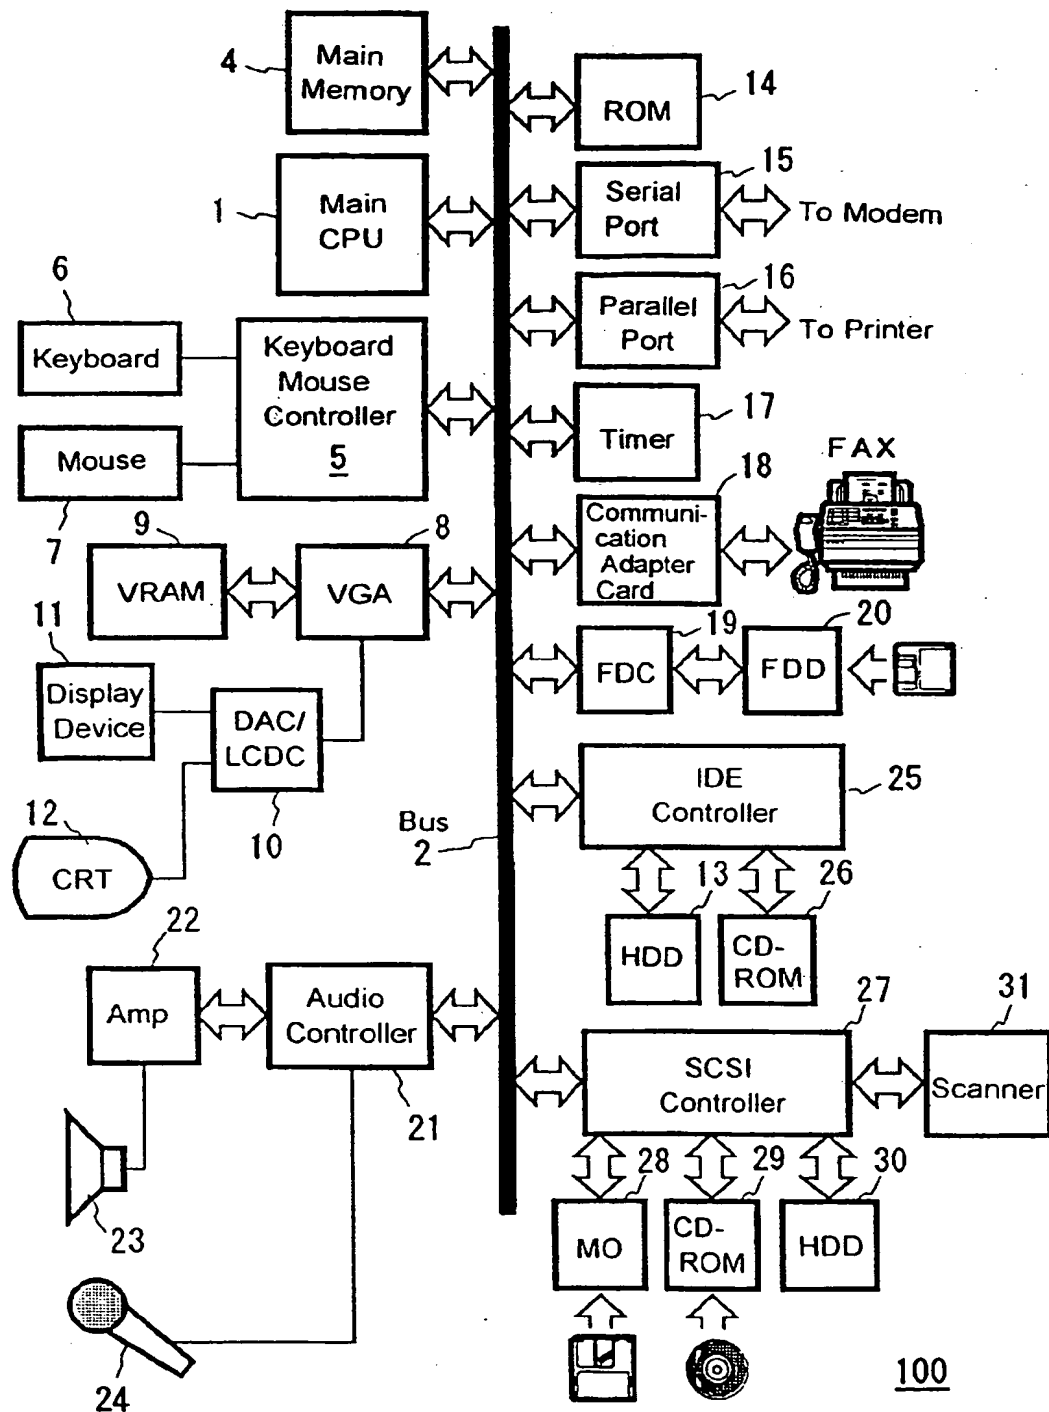 4
Main
Memory
ROM
14
1
Main
CPU
Serial
Port
15
To Modem
6
Keyboard
Keyboard
Mouse
Controller
5
Parallel
Port
16
To Printer
Mouse
7
Timer
17
FAX
18
Communi-
cation
Adapter
Card
9
VRAM
8
VGA
19
FDC
20
FDD
11
Display
Device
DAC/
LCDC
10
IDE
Controller
25
12
CRT
Bus
2
13
HDD
26
CD-
ROM
22
Amp
Audio
Controller
21
27
SCSI
Controller
31
Scanner
23
28
MO
29
CD-
ROM
30
HDD
24
100